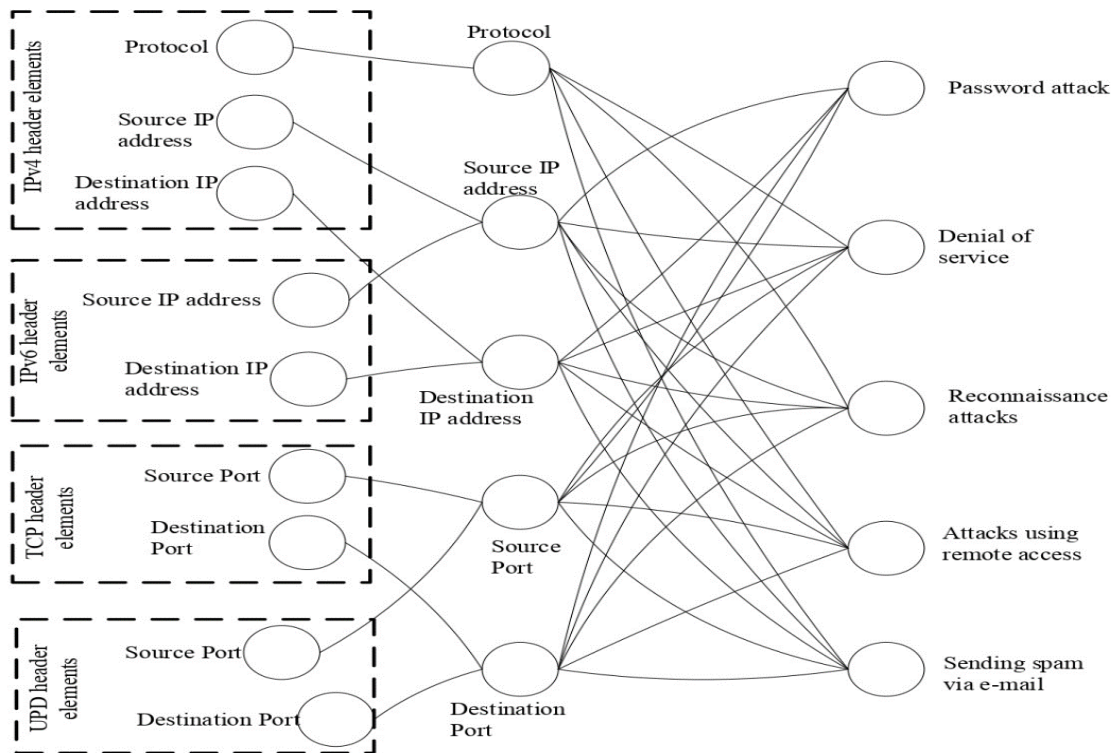 IPv4 header elements
Protocol
Source IP
address
Destination IP
address
IPv6 header
elements
Source IP address
Destination IP
address
TCP header
elements
Source Port
Destination
Port
UPD header
elements
Source Port
Destination Port
Protocol
Source IP
address
Destination
IP address
Source
Port
Destination
Port
Password attack
Denial of
service
Reconnaissance
attacks
Attacks using
remote access
Sending spam
via e-mail